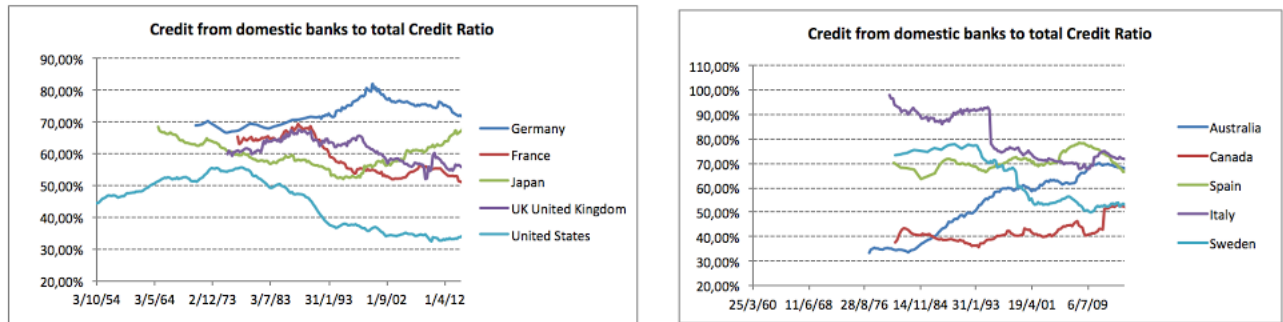 Credit from domestic banks to total Credit Ratio
90,00%
80,00%
70,00%
60,00%
50,00%
40,00%
30,00%
20,00%
3/10/54 3/5/64 2/12/73 3/7/83 31/1/93 1/9/02 1/4/12
Germany
France
Japan
UK United Kingdom
United States
Credit from domestic banks to total Credit Ratio
110,00%
100,00%
90,00%
80,00%
70,00%
60,00%
50,00%
40,00%
30,00%
20,00%
25/3/60 11/6/68 28/8/76 14/11/84 31/1/93 19/4/01 6/7/09
Australia
Canada
Spain
Italy
Sweden